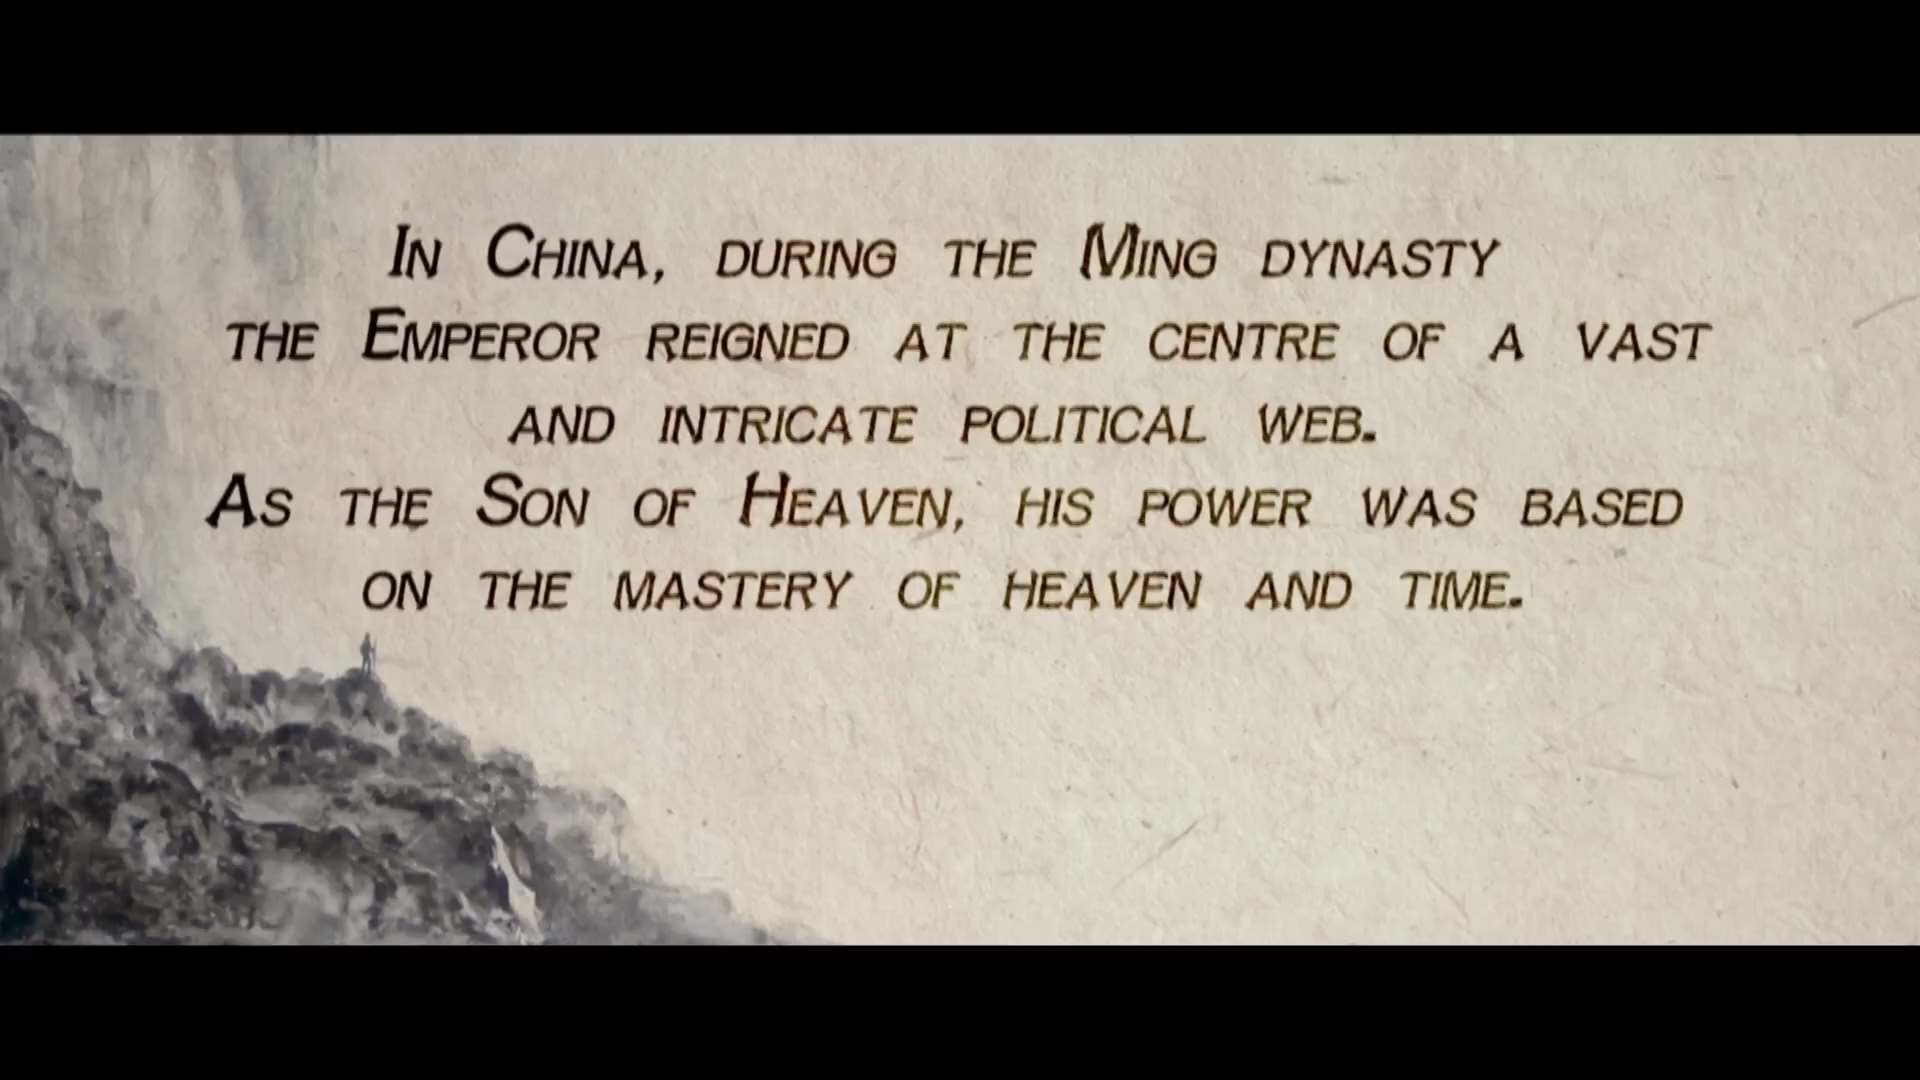 In China, during the Ming dynasty
the Emperor reigned at the centre of a vast
and intricate political web.
As the Son of Heaven, his power was based
on the mastery of heaven and time.